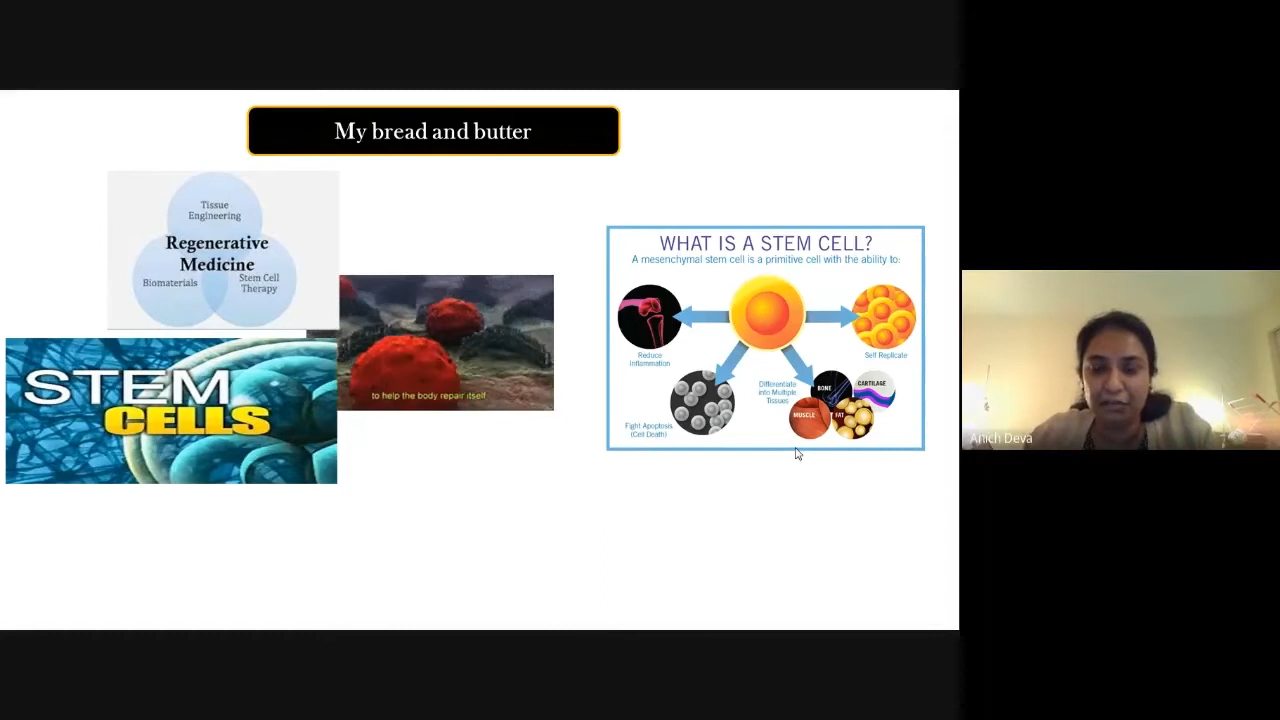 My bread and butter
Tissue
Engineering
Regenerative
Medicine
Biomaterials
Stem Cell
Therapy
to help the body repair itself
STEM
CELLS
WHAT IS A STEM CELL?
A mesenchymal stem cell is a primitive cell with the ability to:
Reduce
Inflammation
Self Replicate
Differentiate
into Multiple
Tissues
BONE
CARTILAGE
MUSCLE
FAT
Fight Apoptosis
(Cell Death)
Anich Deva